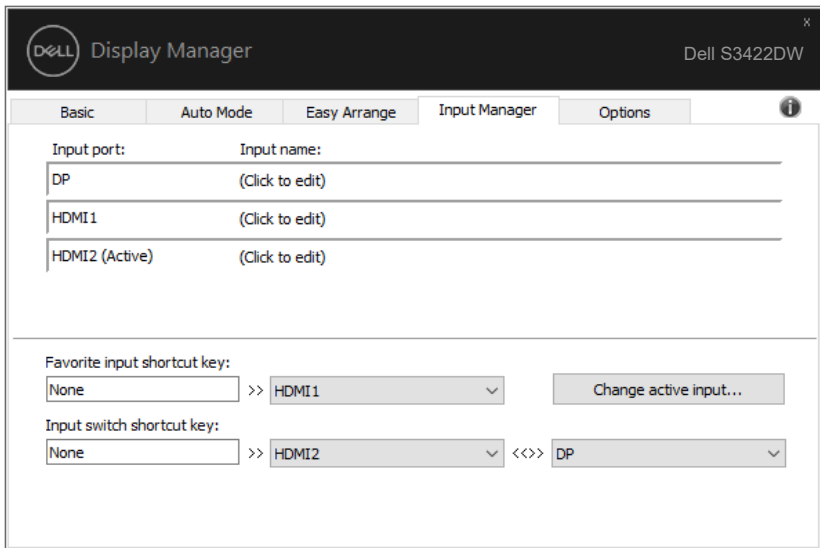 x
DELL Display Manager
Dell S3422DW
Basic Auto Mode Easy Arrange Input Manager Options i
Input port: Input name:
DP (Click to edit)
HDMI1 (Click to edit)
HDMI2 (Active) (Click to edit)
Favorite input shortcut key:
None >> HDMI1 Change active input...
Input switch shortcut key:
None >> HDMI2 <<>> DP